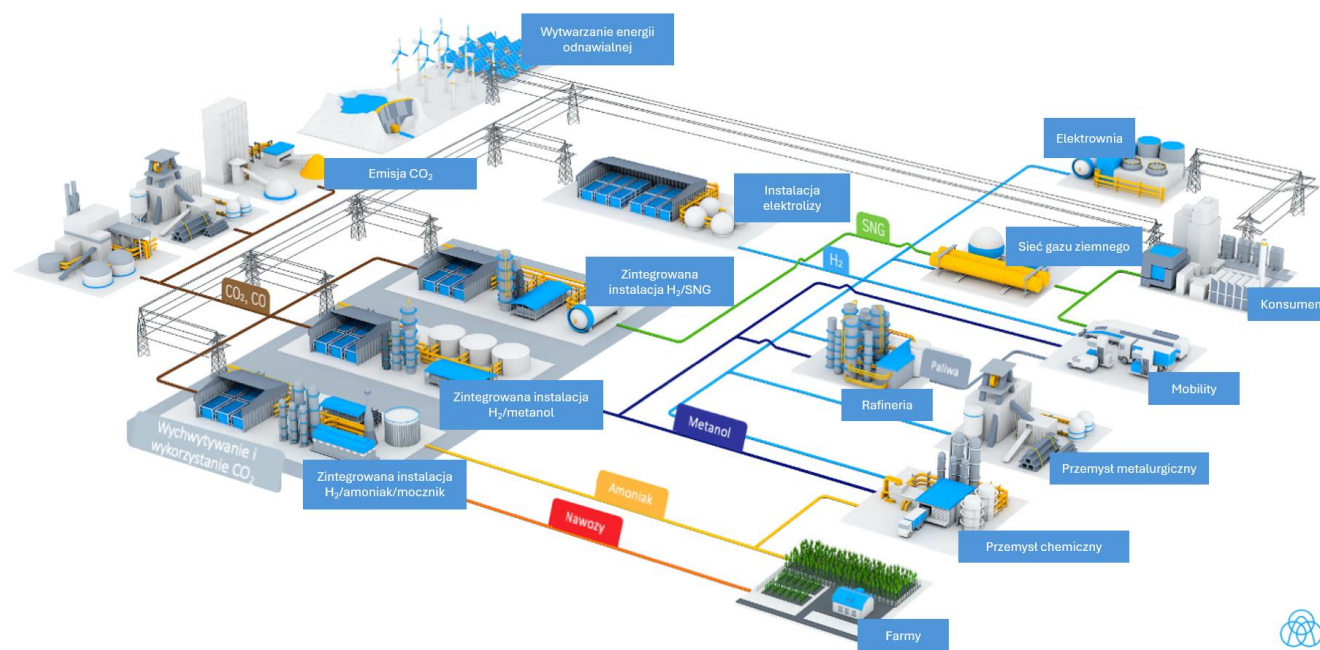 Wytwarzanie energii
odnawialnej
Elektrownia
Emisja CO₂
Instalacja
elektrolizy
SNG
Sieć gazu ziemnego
H₂
Zintegrowana
instalacja H₂/SNG
CO₂, CO
Konsumen
Paliwa
Mobility
Zintegrowana instalacja
H₂/metanol
Rafineria
Metanol
Wychwytywanie i
wykorzystanie CO₂
Zintegrowana instalacja
H₂/amoniak/mocznik
Przemysł metalurgiczny
Amoniak
Nawozy
Przemysł chemiczny
Farmy